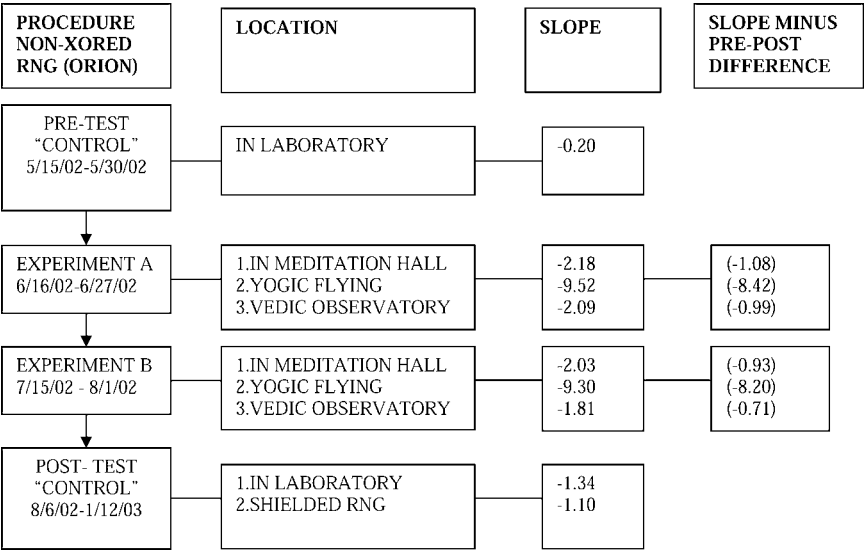 PROCEDURE
NON-XORED
RNG (ORION)
LOCATION
SLOPE
SLOPE MINUS
PRE-POST
DIFFERENCE
PRE-TEST
“CONTROL”
5/15/02-5/30/02
IN LABORATORY
-0.20
EXPERIMENT A
6/16/02-6/27/02
1.IN MEDITATION HALL
2.YOGIC FLYING
3.VEDIC OBSERVATORY
-2.18
-9.52
-2.09
(-1.08)
(-8.42)
(-0.99)
EXPERIMENT B
7/15/02 - 8/1/02
1.IN MEDITATION HALL
2.YOGIC FLYING
3.VEDIC OBSERVATORY
-2.03
-9.30
-1.81
(-0.93)
(-8.20)
(-0.71)
POST- TEST
“CONTROL”
8/6/02-1/12/03
1.IN LABORATORY
2.SHIELDED RNG
-1.34
-1.10